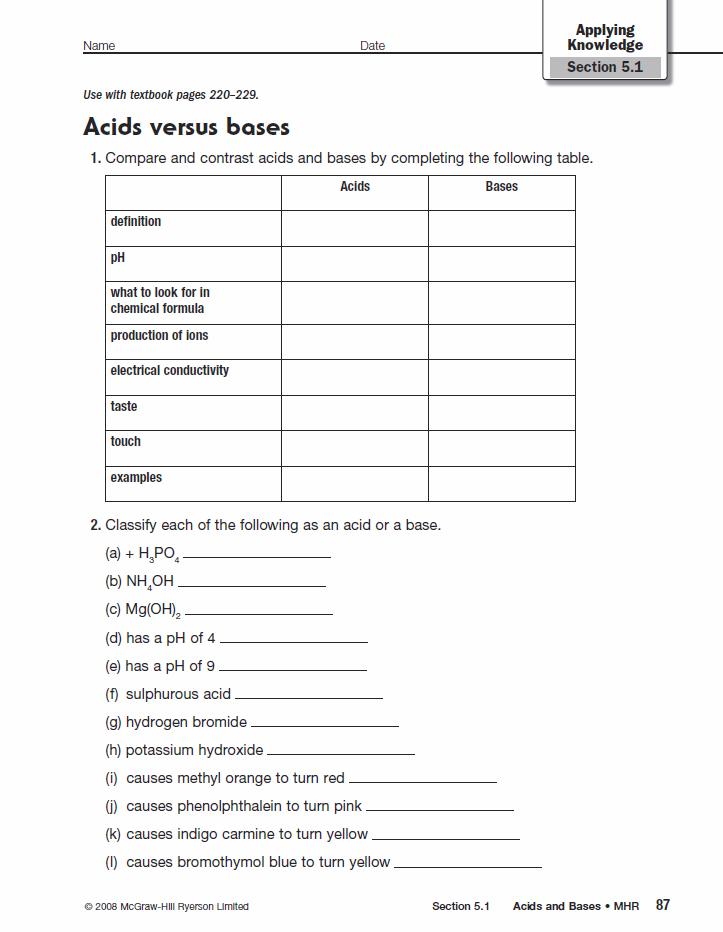 Name Date
Applying
Knowledge
Section 5.1
Use with textbook pages 220–229.
Acids versus bases
1. Compare and contrast acids and bases by completing the following table.
Acids Bases
definition
pH
what to look for in
chemical formula
production of ions
electrical conductivity
taste
touch
examples
2. Classify each of the following as an acid or a base.
(a) + H₃PO₄
(b) NH₄OH
(c) Mg(OH)₂
(d) has a pH of 4
(e) has a pH of 9
(f) sulphurous acid
(g) hydrogen bromide
(h) potassium hydroxide
(i) causes methyl orange to turn red
(j) causes phenolphthalein to turn pink
(k) causes indigo carmine to turn yellow
(l) causes bromothymol blue to turn yellow
© 2008 McGraw-Hill Ryerson Limited Section 5.1 Acids and Bases • MHR 87